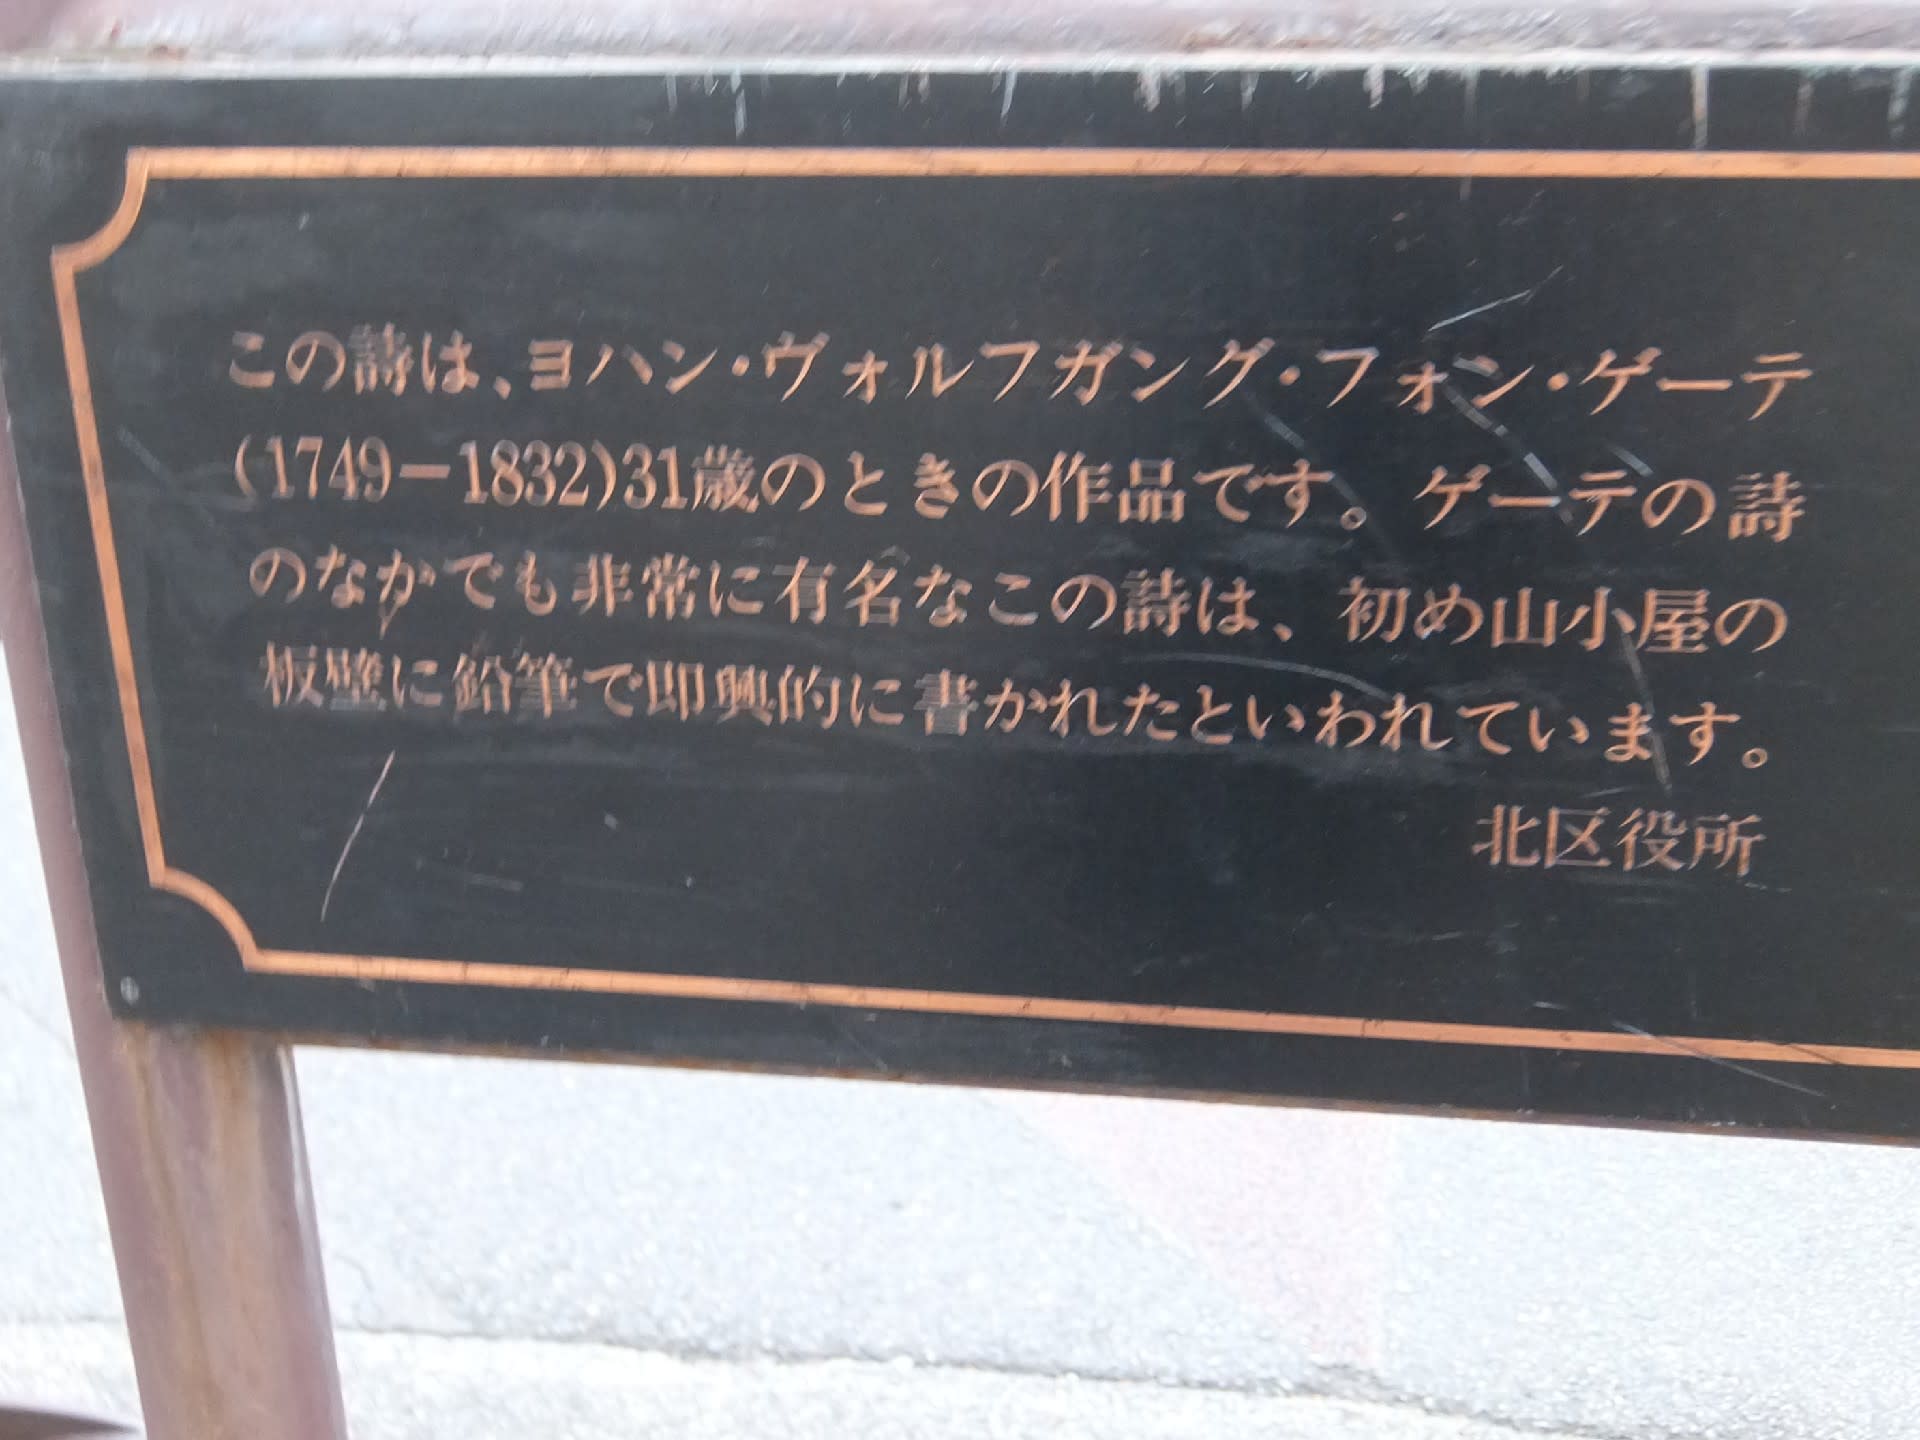 この詩は、ヨハン・ヴォルフガング・フォン・ゲーテ
(1749－1832)31歳のときの作品です。ゲーテの詩
のなかでも非常に有名なこの詩は、初め山小屋の
板壁に鉛筆で即興的に書かれたといわれています。
北区役所